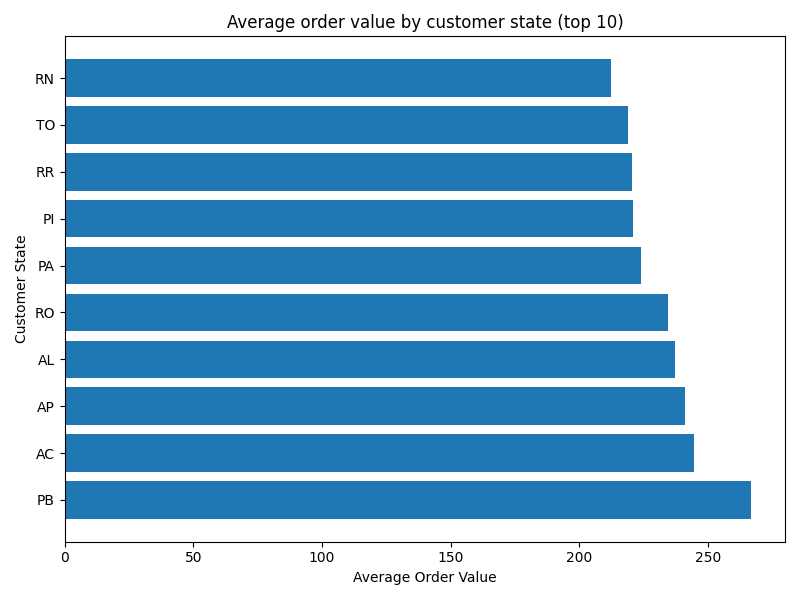 Average order value by customer state (top 10)
Customer State
RN
TO
RR
PI
PA
RO
AL
AP
AC
PB
0 50 100 150 200 250
Average Order Value